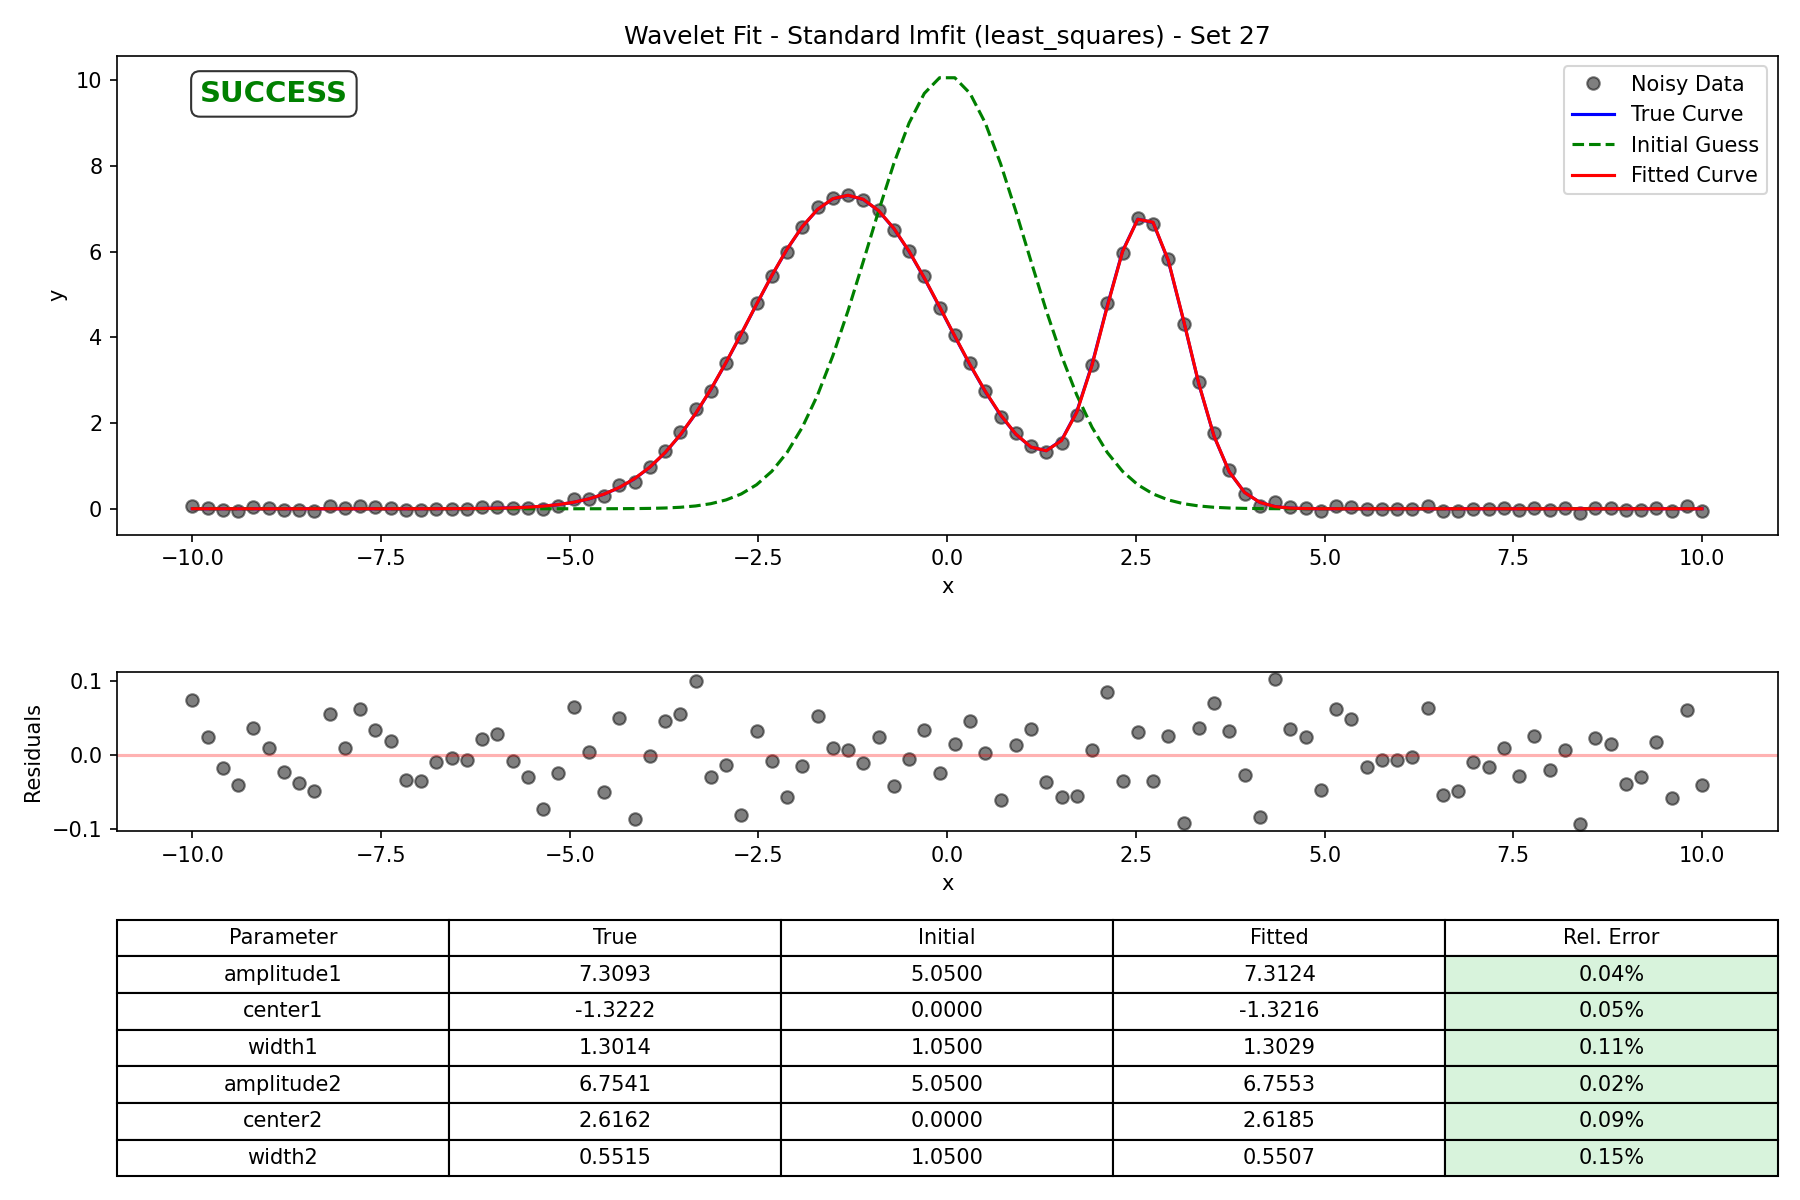 Wavelet Fit - Standard lmfit (least_squares) - Set 27
SUCCESS
Noisy Data
True Curve
Initial Guess
Fitted Curve
10
8
6
4
2
0
y
−10.0 −7.5 −5.0 −2.5 0.0 2.5 5.0 7.5 10.0
x
0.1
0.0
−0.1
Residuals
−10.0 −7.5 −5.0 −2.5 0.0 2.5 5.0 7.5 10.0
x
Parameter True Initial Fitted Rel. Error
amplitude1 7.3093 5.0500 7.3124 0.04%
center1 -1.3222 0.0000 -1.3216 0.05%
width1 1.3014 1.0500 1.3029 0.11%
amplitude2 6.7541 5.0500 6.7553 0.02%
center2 2.6162 0.0000 2.6185 0.09%
width2 0.5515 1.0500 0.5507 0.15%